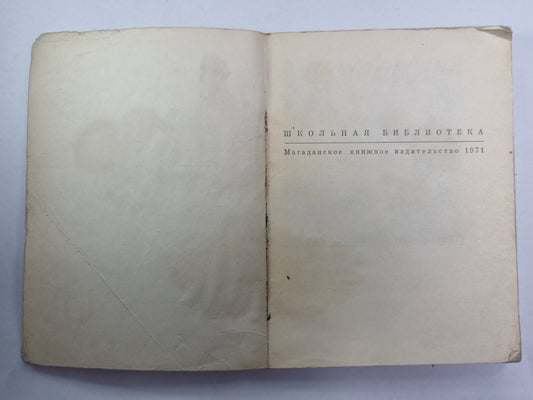 ШКОЛЬНАЯ БИБЛИОТЕКА
Магаданское книжное издательство 1971